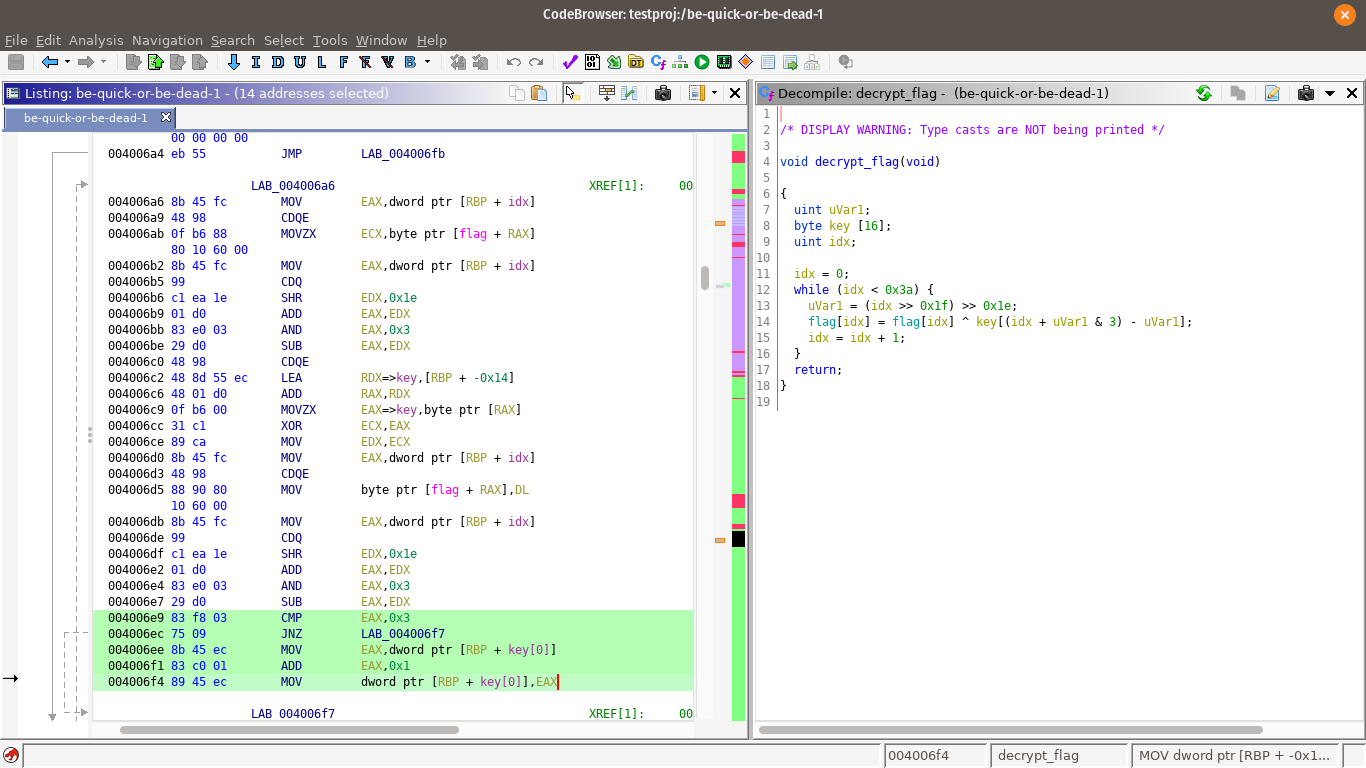 CodeBrowser: testproj:/be-quick-or-be-dead-1
File Edit Analysis Navigation Search Select Tools Window Help
I D U L F V B
Listing: be-quick-or-be-dead-1 - (14 addresses selected)
be-quick-or-be-dead-1
00 00 00 00
004006a4 eb 55 JMP LAB_004006fb
LAB_004006a6 XREF[1]: 00
004006a6 8b 45 fc MOV EAX,dword ptr [RBP + idx]
004006a9 48 98 CDQE
004006ab 0f b6 88 MOVZX ECX,byte ptr [flag + RAX]
80 10 60 00
004006b2 8b 45 fc MOV EAX,dword ptr [RBP + idx]
004006b5 99 CDQ
004006b6 c1 ea 1e SHR EDX,0x1e
004006b9 01 d0 ADD EAX,EDX
004006bb 83 e0 03 AND EAX,0x3
004006be 29 d0 SUB EAX,EDX
004006c0 48 98 CDQE
004006c2 48 8d 55 ec LEA RDX=>key,[RBP + -0x14]
004006c6 48 01 d0 ADD RAX,RDX
004006c9 0f b6 00 MOVZX EAX=>key,byte ptr [RAX]
004006cc 31 c1 XOR ECX,EAX
004006ce 89 ca MOV EDX,ECX
004006d0 8b 45 fc MOV EAX,dword ptr [RBP + idx]
004006d3 48 98 CDQE
004006d5 88 90 80 MOV byte ptr [flag + RAX],DL
10 60 00
004006db 8b 45 fc MOV EAX,dword ptr [RBP + idx]
004006de 99 CDQ
004006df c1 ea 1e SHR EDX,0x1e
004006e2 01 d0 ADD EAX,EDX
004006e4 83 e0 03 AND EAX,0x3
004006e7 29 d0 SUB EAX,EDX
004006e9 83 f8 03 CMP EAX,0x3
004006ec 75 09 JNZ LAB_004006f7
004006ee 8b 45 ec MOV EAX,dword ptr [RBP + key[0]]
004006f1 83 c0 01 ADD EAX,0x1
004006f4 89 45 ec MOV dword ptr [RBP + key[0]],EAX
LAB_004006f7 XREF[1]: 00
Decompile: decrypt_flag - (be-quick-or-be-dead-1)
1
2 /* DISPLAY WARNING: Type casts are NOT being printed */
3
4 void decrypt_flag(void)
5
6 {
7 uint uVar1;
8 byte key [16];
9 uint idx;
10
11 idx = 0;
12 while (idx < 0x3a) {
13 uVar1 = (idx >> 0x1f) >> 0x1e;
14 flag[idx] = flag[idx] ^ key[(idx + uVar1 & 3) - uVar1];
15 idx = idx + 1;
16 }
17 return;
18 }
19
004006f4 decrypt_flag MOV dword ptr [RBP + -0x1...